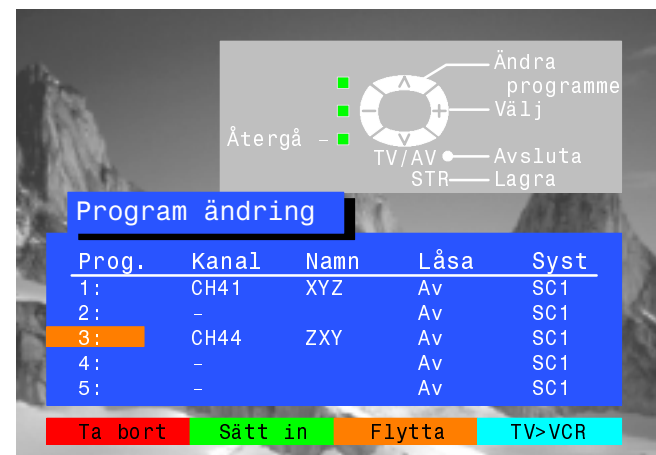 Ändra
programme
Välj
Återgå –
TV/AV Avsluta
STR Lagra
Program ändring
Prog. Kanal Namn Låsa Syst
1: CH41 XYZ Av SC1
2: – Av SC1
3: CH44 ZXY Av SC1
4: – Av SC1
5: – Av SC1
Ta bort Sätt in Flytta TV>VCR